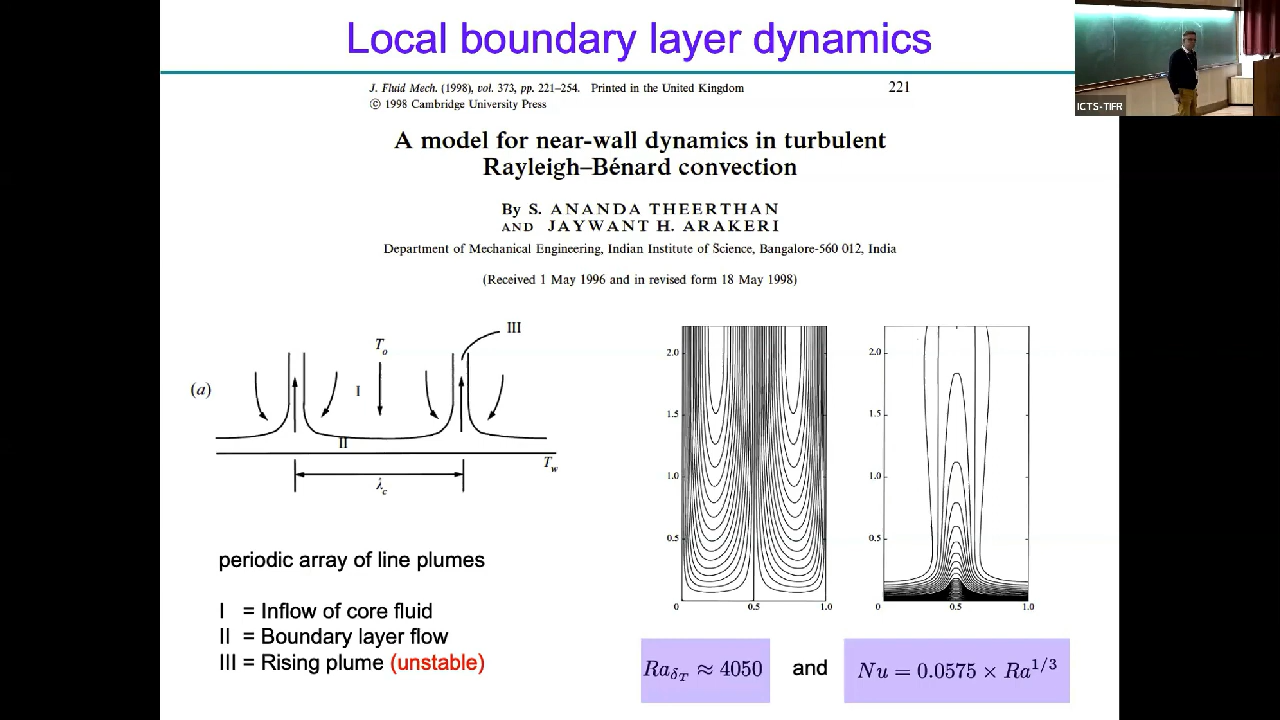 Local boundary layer dynamics
J. Fluid Mech. (1998), vol. 373, pp. 221–254. Printed in the United Kingdom 221
© 1998 Cambridge University Press
A model for near-wall dynamics in turbulent
Rayleigh–Bénard convection
By S. ANANDA THEERTHAN
AND JAYWANT H. ARAKERI
Department of Mechanical Engineering, Indian Institute of Science, Bangalore-560 012, India
(Received 1 May 1996 and in revised form 18 May 1998)
ICTS-TIFR
(a)
III
T_o
I
II
T_w
λ_c
2.0
1.5
1.0
0.5
0 0.5 1.0
2.0
1.5
1.0
0.5
0 0.5 1.0
periodic array of line plumes
I = Inflow of core fluid
II = Boundary layer flow
III = Rising plume (unstable)
Ra_{δ_T} ≈ 4050 and Nu = 0.0575 × Ra^{1/3}